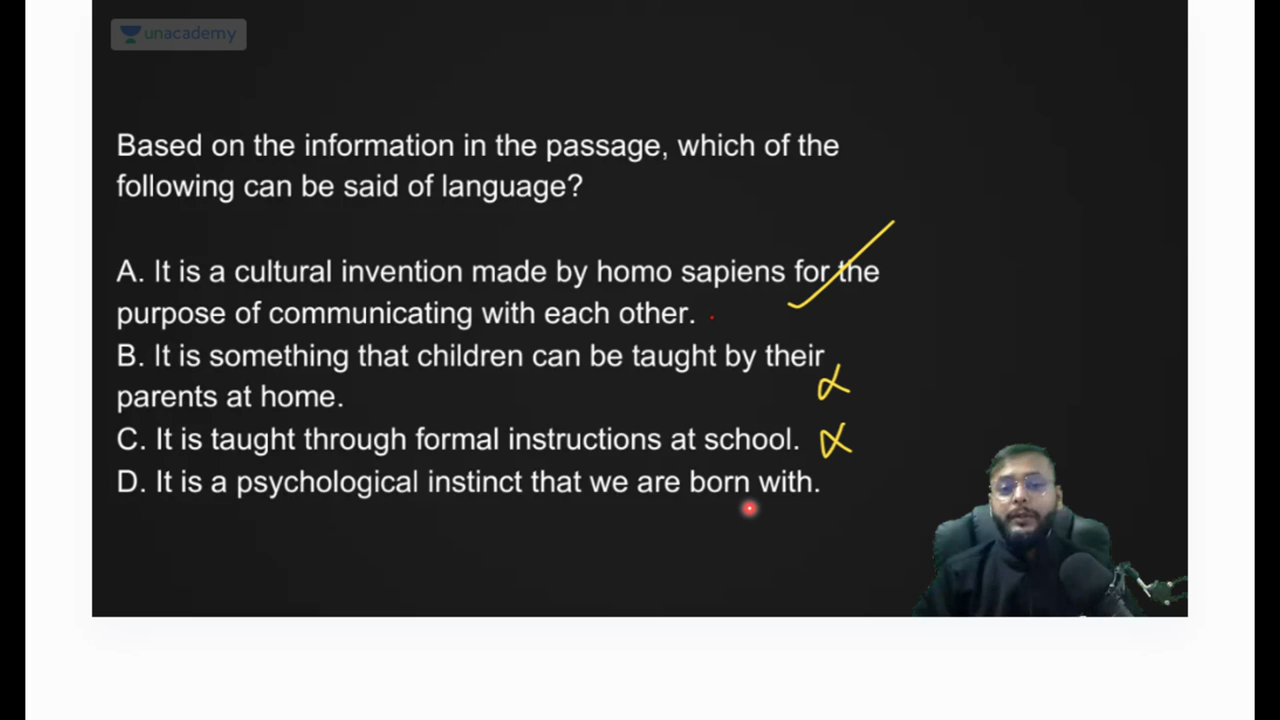 unacademy
Based on the information in the passage, which of the
following can be said of language?
A. It is a cultural invention made by homo sapiens for the
purpose of communicating with each other.
B. It is something that children can be taught by their
parents at home.
C. It is taught through formal instructions at school.
D. It is a psychological instinct that we are born with.